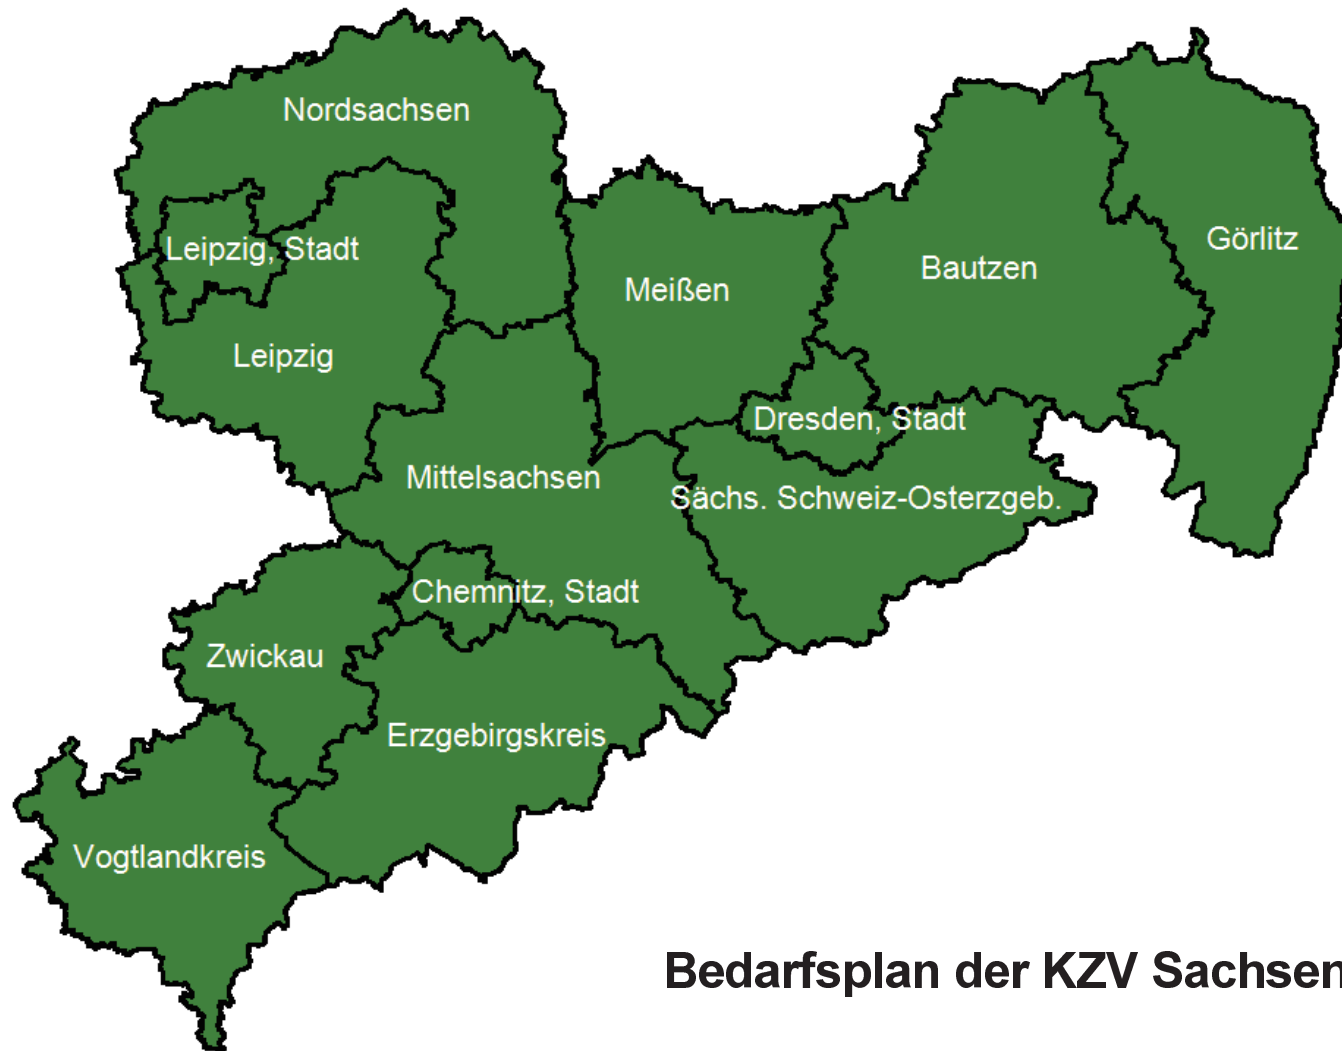 Nordsachsen
Leipzig, Stadt
Görlitz
Bautzen
Meißen
Leipzig
Dresden, Stadt
Mittelsachsen
Sächs. Schweiz-Osterzgeb.
Chemnitz, Stadt
Zwickau
Erzgebirgskreis
Vogtlandkreis
Bedarfsplan der KZV Sachsen